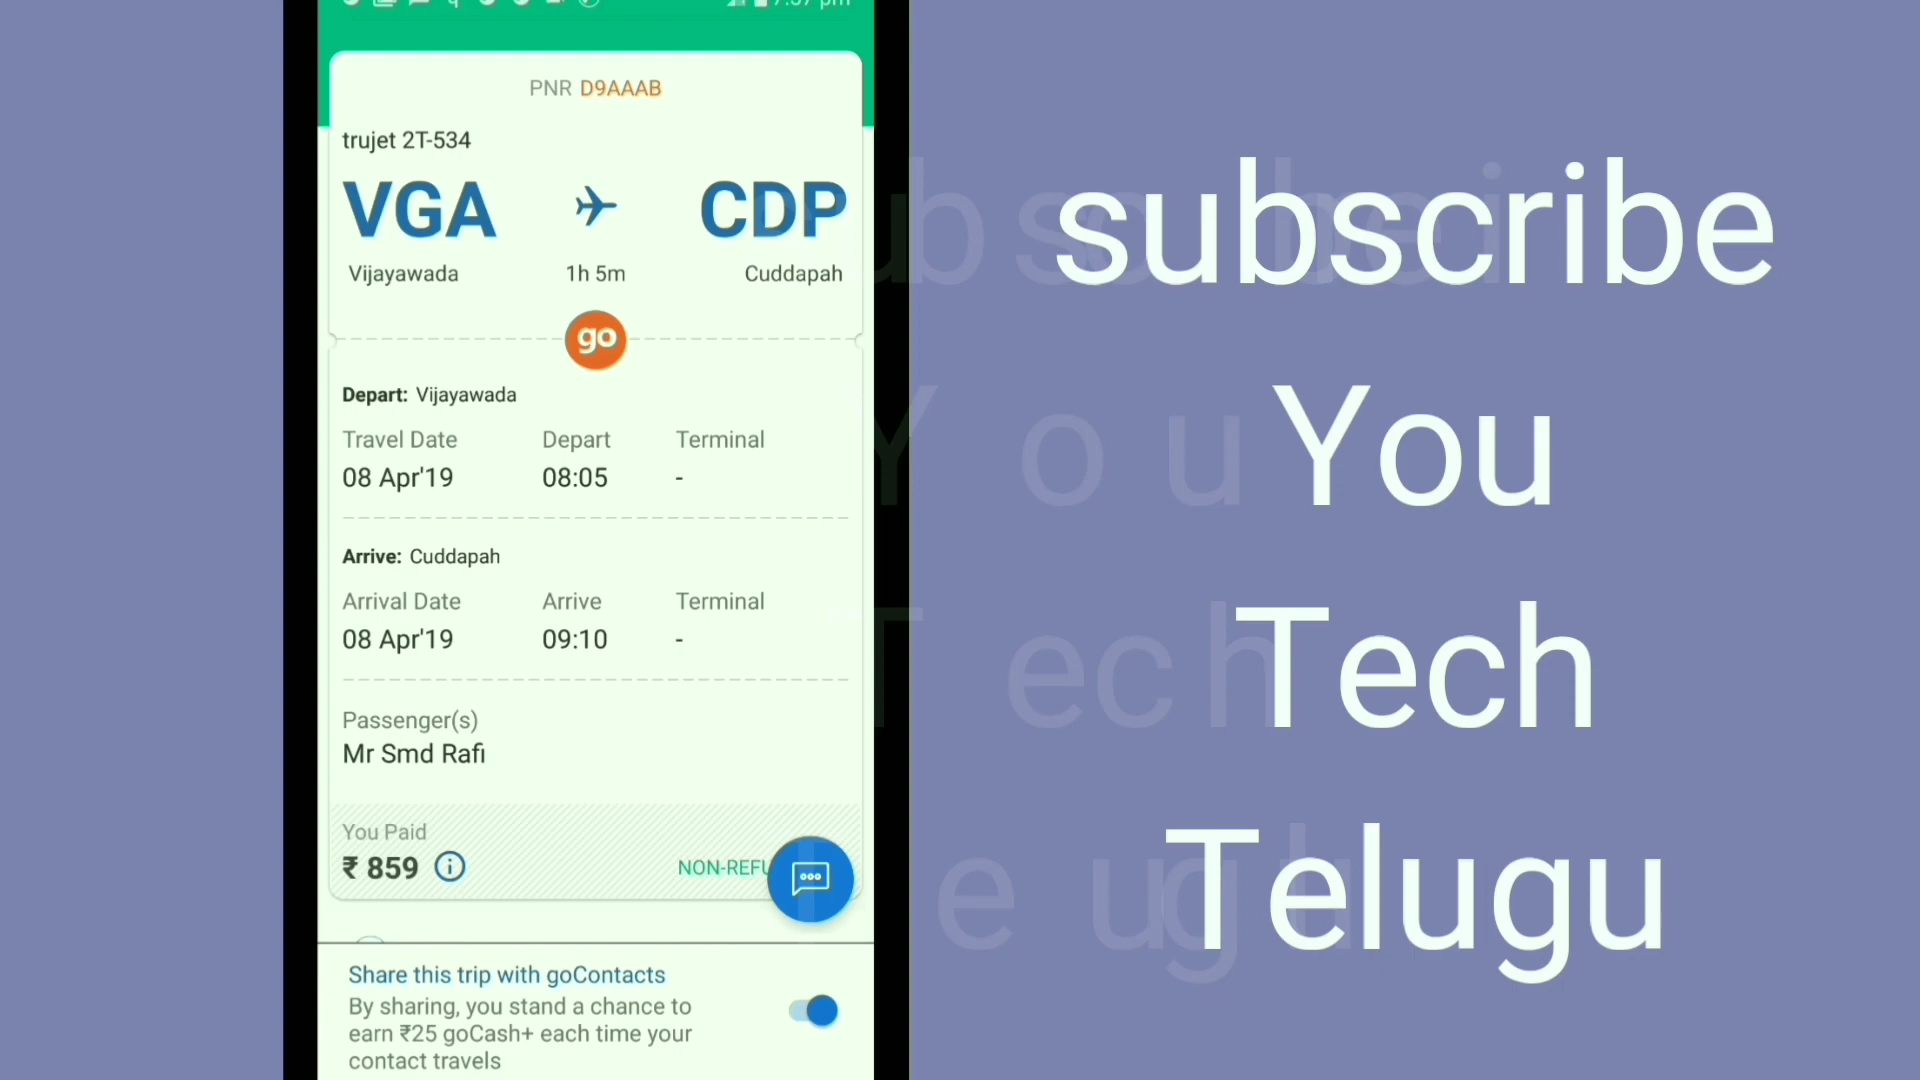 7:57 pm
PNR D9AAAB
trujet 2T-534
VGA CDP
Vijayawada 1h 5m Cuddapah
go
Depart: Vijayawada
Travel Date Depart Terminal
08 Apr'19 08:05 -
Arrive: Cuddapah
Arrival Date Arrive Terminal
08 Apr'19 09:10 -
Passenger(s)
Mr Smd Rafi
You Paid
₹ 859 NON-REFU
Share this trip with goContacts
By sharing, you stand a chance to
earn ₹25 goCash+ each time your
contact travels
subscribe
You
Tech
Telugu